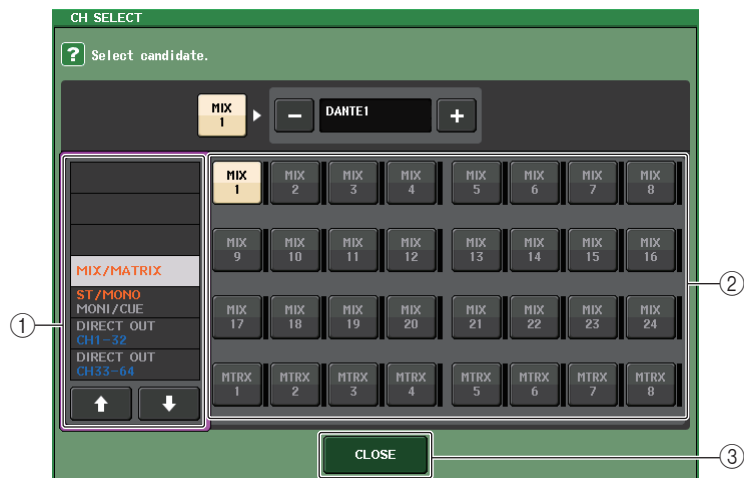 CH SELECT
? Select candidate.
MIX 1
− DANTE1 +
MIX/MATRIX
ST/MONO
MONI/CUE
DIRECT OUT
CH1-32
DIRECT OUT
CH33-64
MIX 1 MIX 2 MIX 3 MIX 4 MIX 5 MIX 6 MIX 7 MIX 8
MIX 9 MIX 10 MIX 11 MIX 12 MIX 13 MIX 14 MIX 15 MIX 16
MIX 17 MIX 18 MIX 19 MIX 20 MIX 21 MIX 22 MIX 23 MIX 24
MTRX 1 MTRX 2 MTRX 3 MTRX 4 MTRX 5 MTRX 6 MTRX 7 MTRX 8
CLOSE
1
2
3